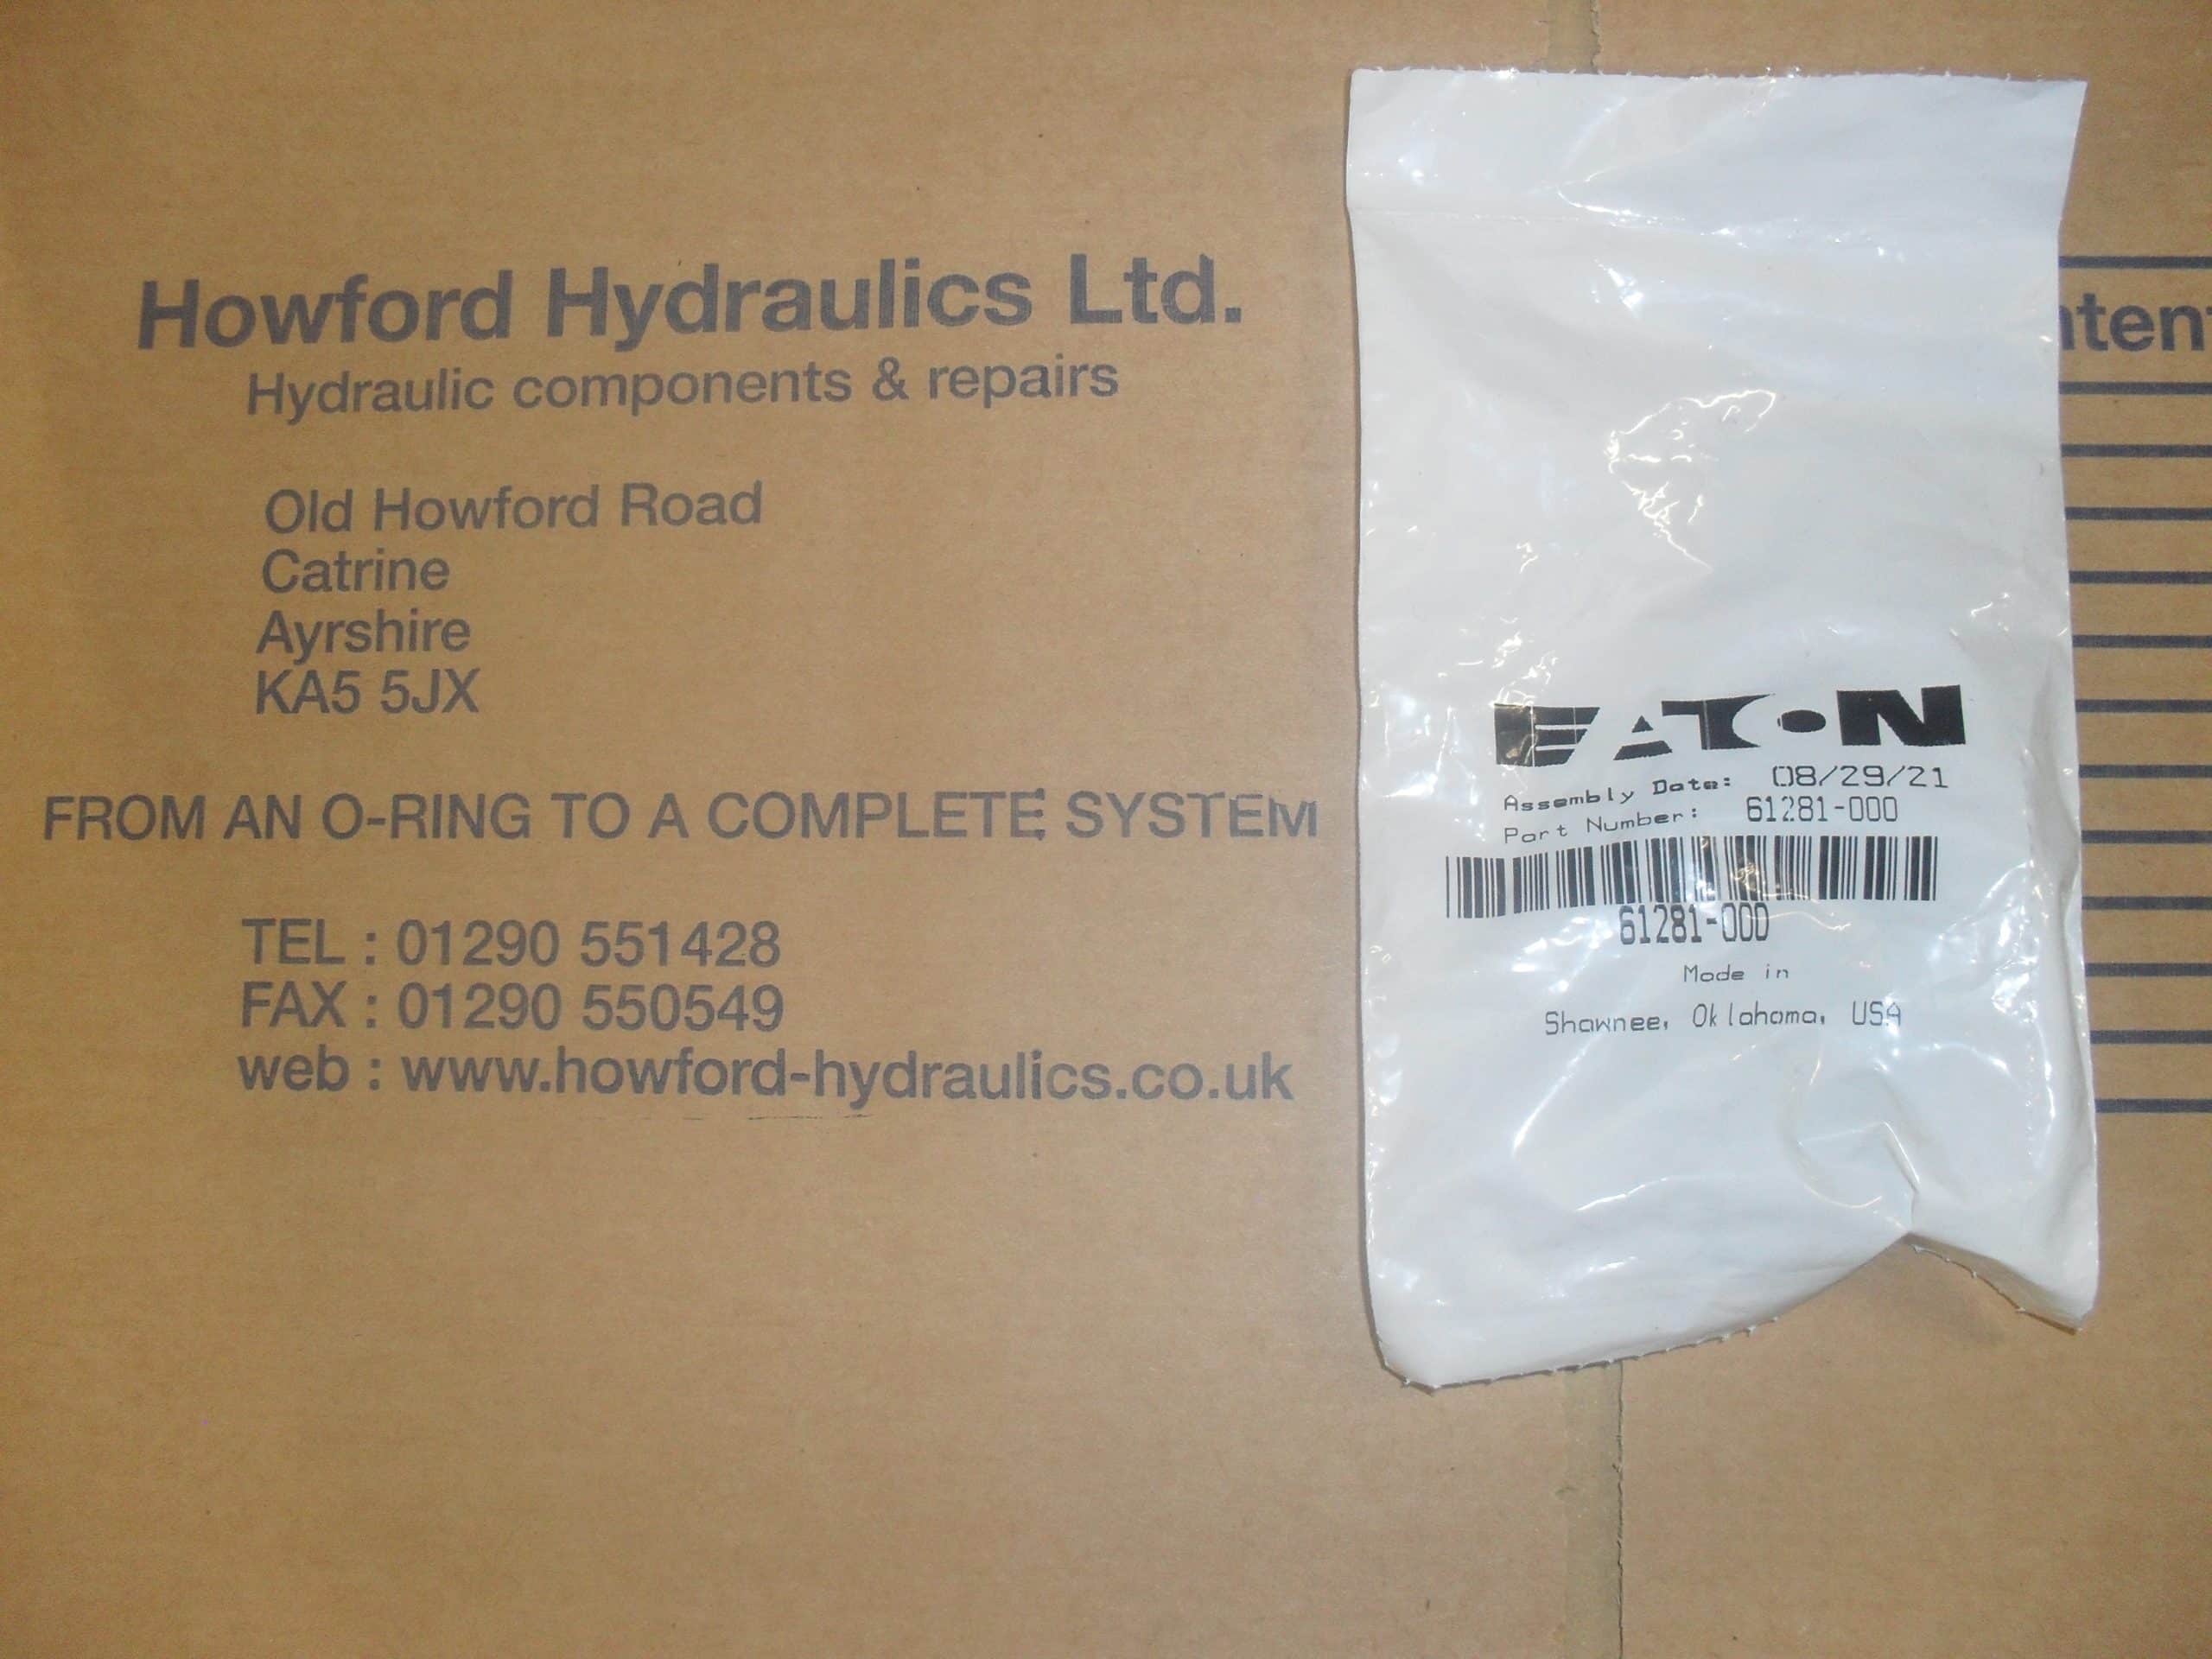 Howford Hydraulics Ltd.
Hydraulic components & repairs
Old Howford Road
Catrine
Ayrshire
KA5 5JX
FROM AN O-RING TO A COMPLETE SYSTEM
TEL : 01290 551428
FAX : 01290 550549
web : www.howford-hydraulics.co.uk
EATON
Assembly Date: 08/29/21
Part Number: 61281-000
61281-000
Made in
Shawnee, Oklahoma, USA